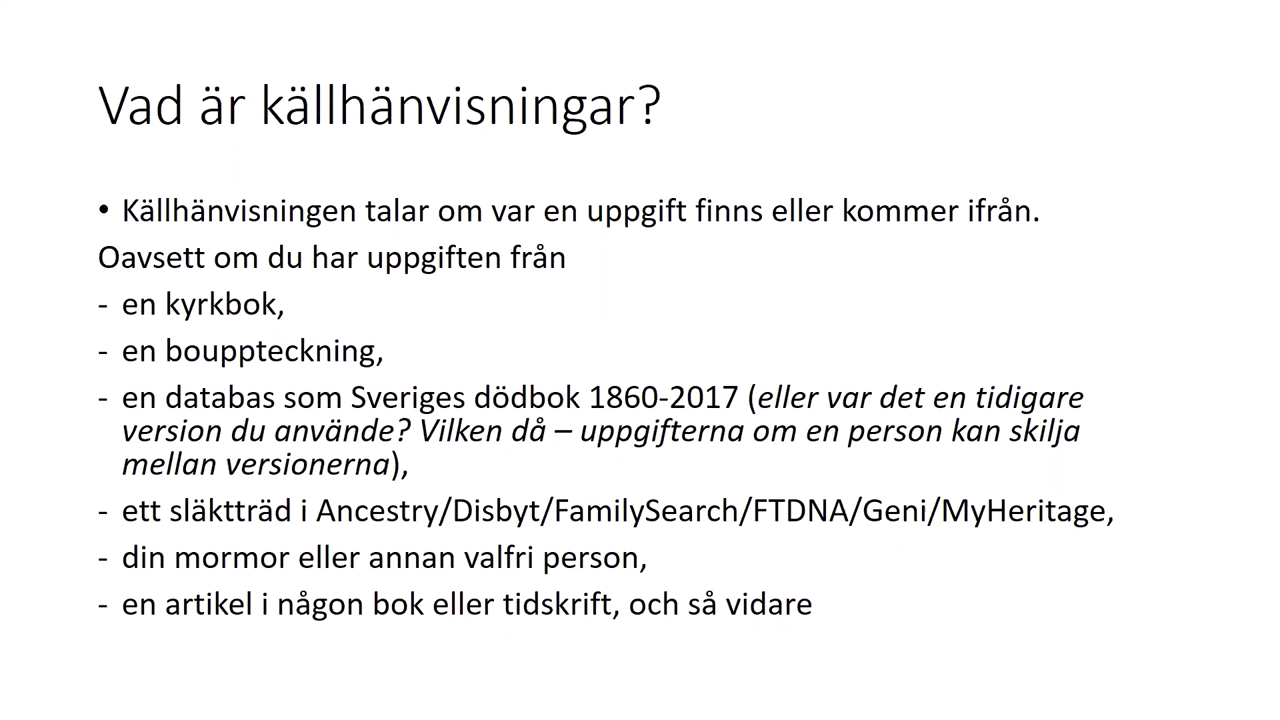 Vad är källhänvisningar?
• Källhänvisningen talar om var en uppgift finns eller kommer ifrån.
Oavsett om du har uppgiften från
- en kyrkbok,
- en bouppteckning,
- en databas som Sveriges dödbok 1860-2017 (eller var det en tidigare
version du använde? Vilken då – uppgifterna om en person kan skilja
mellan versionerna),
- ett släktträd i Ancestry/Disbyt/FamilySearch/FTDNA/Geni/MyHeritage,
- din mormor eller annan valfri person,
- en artikel i någon bok eller tidskrift, och så vidare